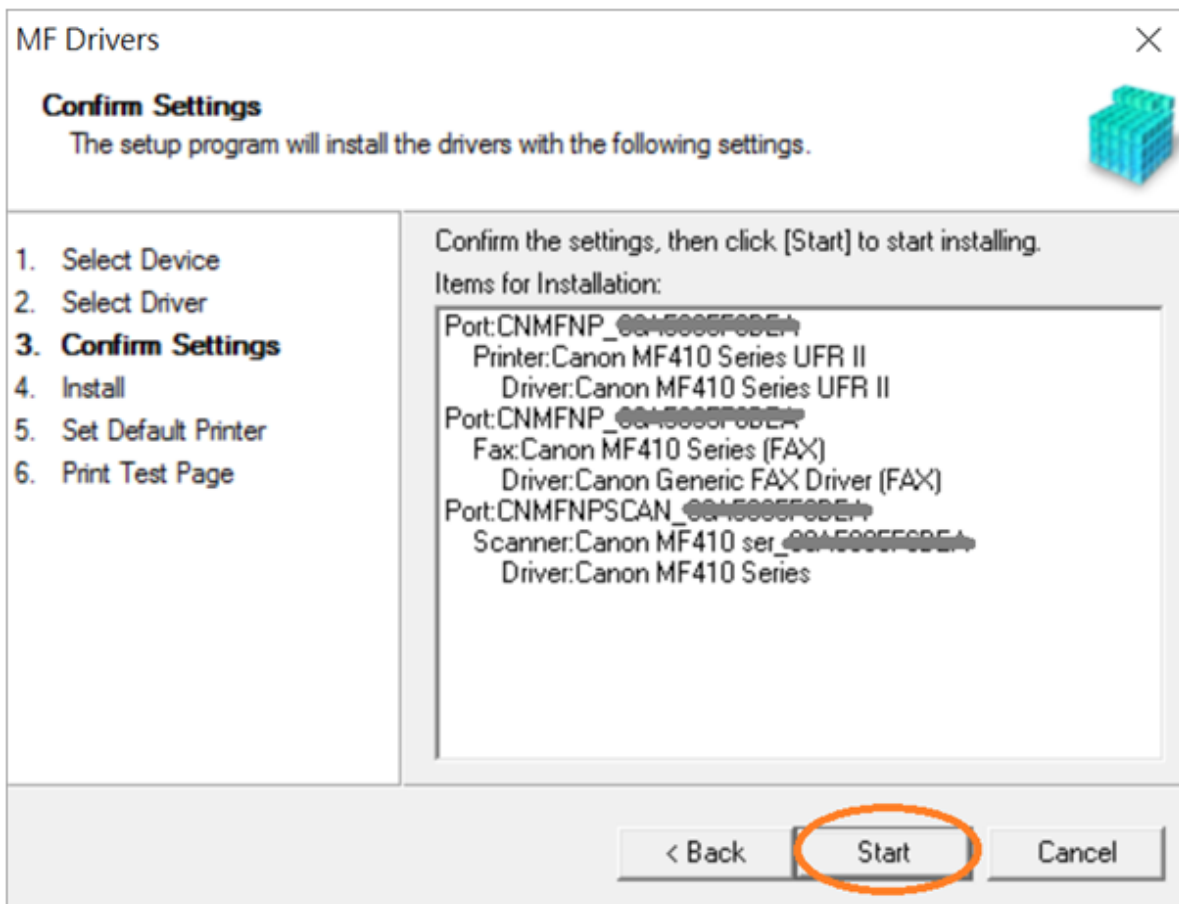 MF Drivers
Confirm Settings
The setup program will install the drivers with the following settings.
1. Select Device
2. Select Driver
3. Confirm Settings
4. Install
5. Set Default Printer
6. Print Test Page
Confirm the settings, then click [Start] to start installing.
Items for Installation:
Port:CNMFNP_
Printer:Canon MF410 Series UFR II
Driver:Canon MF410 Series UFR II
Port:CNMFNP_
Fax:Canon MF410 Series (FAX)
Driver:Canon Generic FAX Driver (FAX)
Port:CNMFNPSCAN_
Scanner:Canon MF410 ser_
Driver:Canon MF410 Series
< Back
Start
Cancel